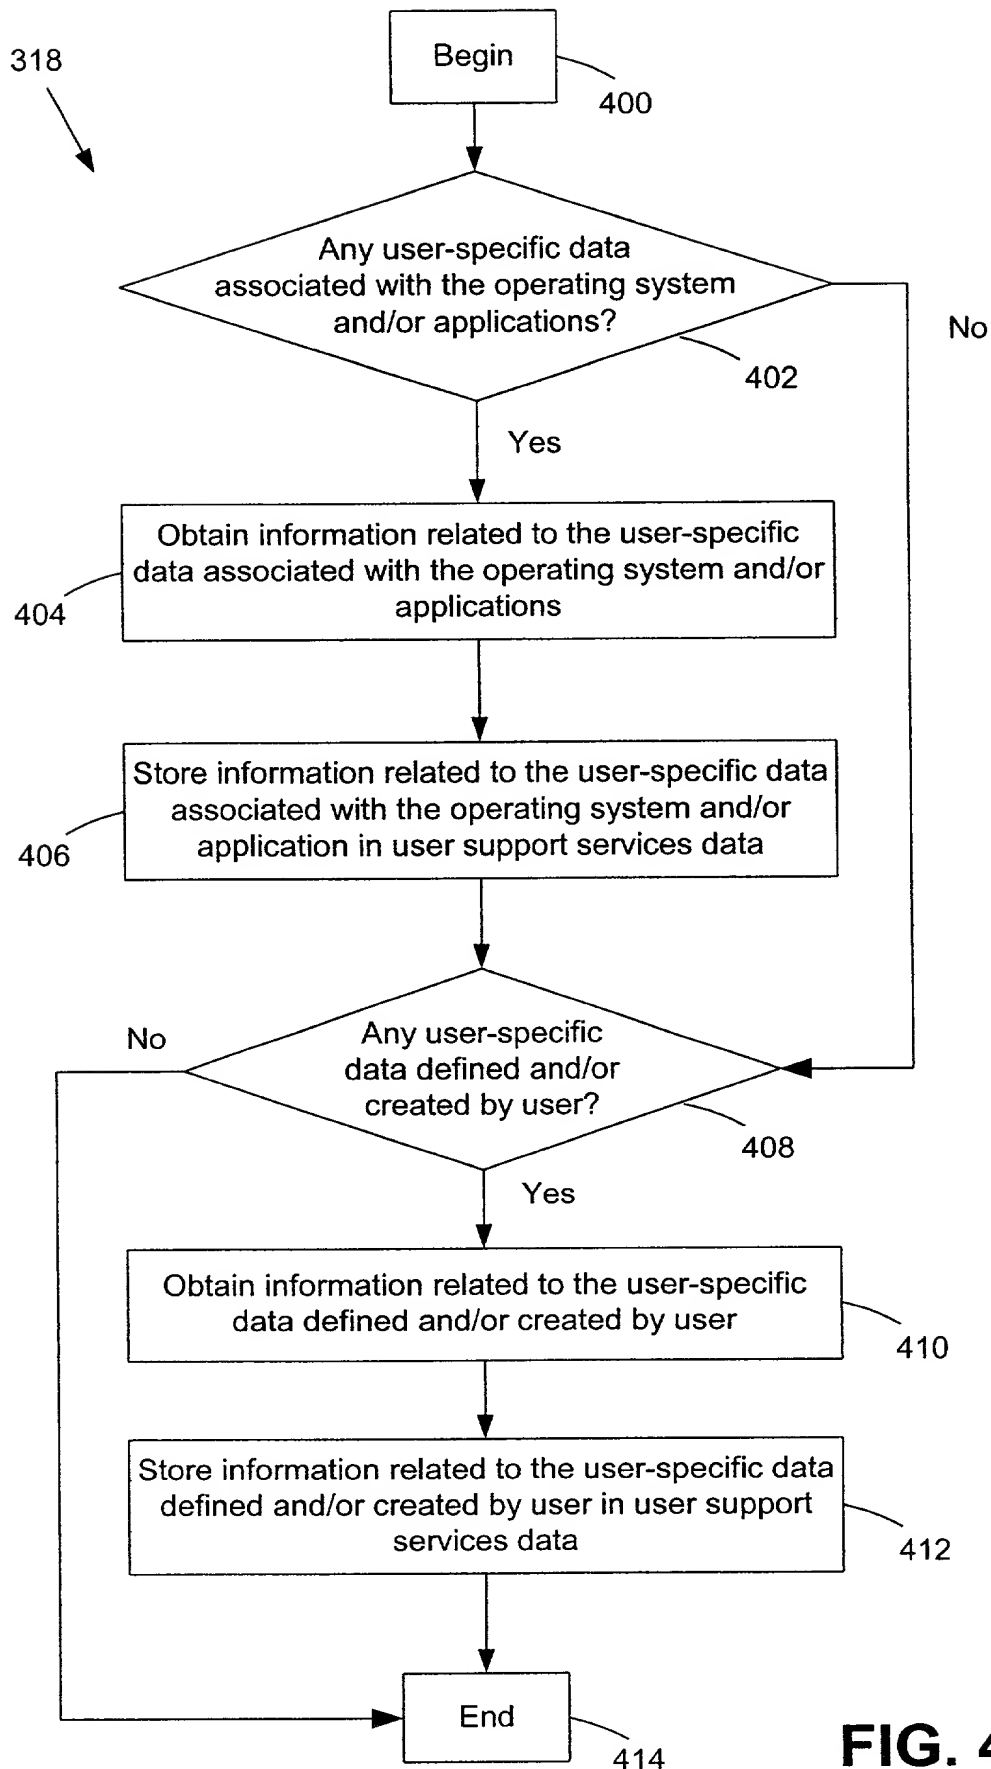 Begin
318
400
Any user-specific data
associated with the operating system
and/or applications?
No
402
Yes
Obtain information related to the user-specific
data associated with the operating system and/or
applications
404
Store information related to the user-specific data
associated with the operating system and/or
application in user support services data
406
No
Any user-specific
data defined and/or
created by user?
408
Yes
Obtain information related to the user-specific
data defined and/or created by user
410
Store information related to the user-specific data
defined and/or created by user in user support
services data
412
End
414
FIG. 4